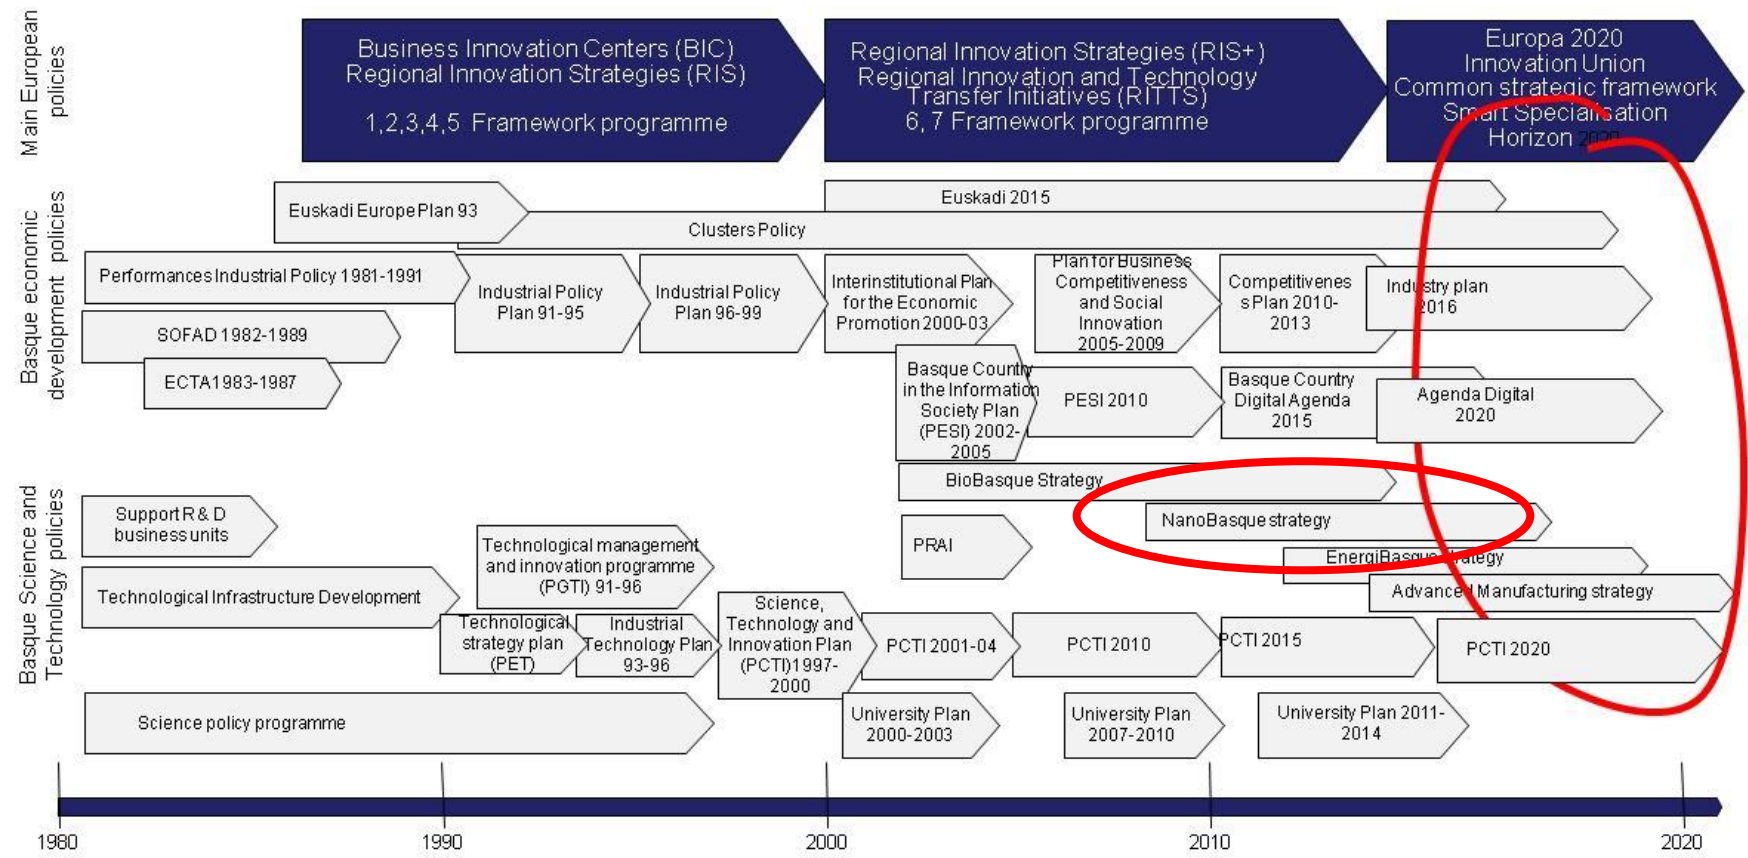 Main European
policies
Business Innovation Centers (BIC)
Regional Innovation Strategies (RIS)
1,2,3,4,5 Framework programme
Regional Innovation Strategies (RIS+)
Regional Innovation and Technology
Transfer Initiatives (RITTS)
6, 7 Framework programme
Europa 2020
Innovation Union
Common strategic framework
Smart Specialisation
Horizon 2020
Basque economic
development policies
Euskadi Europe Plan 93
Euskadi 2015
Clusters Policy
Performances Industrial Policy 1981-1991
Industrial Policy
Plan 91-95
Industrial Policy
Plan 96-99
Interinstitutional Plan
for the Economic
Promotion 2000-03
Plan for Business
Competitiveness
and Social
Innovation
2005-2009
Competitivenes
s Plan 2010-
2013
Industry plan
2016
SOFAD 1982-1989
ECTA 1983-1987
Basque Country
in the Information
Society Plan
(PESI) 2002-
2005
PESI 2010
Basque Country
Digital Agenda
2015
Agenda Digital
2020
Basque Science and
Technology policies
BioBasque Strategy
NanoBasque strategy
EnergiBasque strategy
Advanced Manufacturing strategy
Support R & D
business units
Technological management
and innovation programme
(PGTI) 91-96
PRAI
Technological Infrastructure Development
Technological
strategy plan
(PET)
Industrial
Technology Plan
93-96
Science,
Technology and
Innovation Plan
(PCTI)1997-
2000
PCTI 2001-04
PCTI 2010
PCTI 2015
PCTI 2020
Science policy programme
University Plan
2000-2003
University Plan
2007-2010
University Plan 2011-
2014
1980
1990
2000
2010
2020